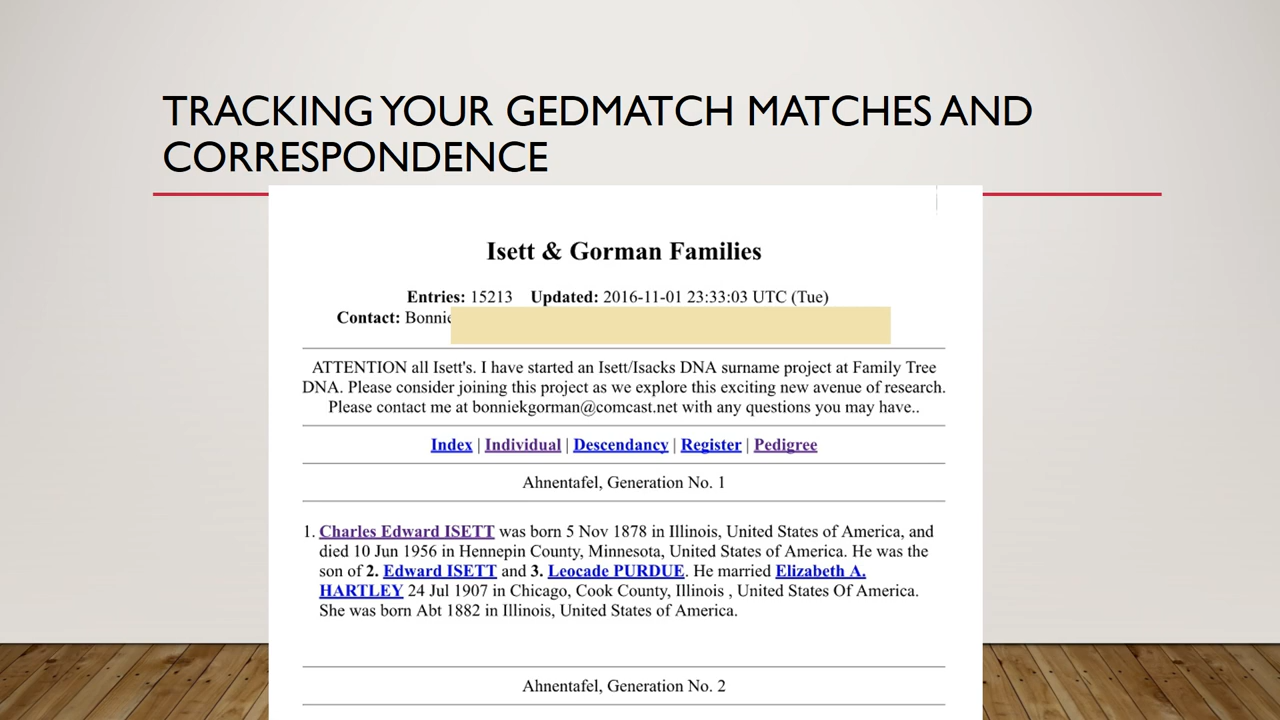 TRACKING YOUR GEDMATCH MATCHES AND
CORRESPONDENCE
Isett & Gorman Families
Entries: 15213 Updated: 2016-11-01 23:33:03 UTC (Tue)
Contact: Bonnie
ATTENTION all Isett's. I have started an Isett/Isacks DNA surname project at Family Tree
DNA. Please consider joining this project as we explore this exciting new avenue of research.
Please contact me at bonniekgorman@comcast.net with any questions you may have..
Index | Individual | Descendancy | Register | Pedigree
Ahnentafel, Generation No. 1
1. Charles Edward ISETT was born 5 Nov 1878 in Illinois, United States of America, and
died 10 Jun 1956 in Hennepin County, Minnesota, United States of America. He was the
son of 2. Edward ISETT and 3. Leocade PURDUE. He married Elizabeth A.
HARTLEY 24 Jul 1907 in Chicago, Cook County, Illinois , United States Of America.
She was born Abt 1882 in Illinois, United States of America.
Ahnentafel, Generation No. 2